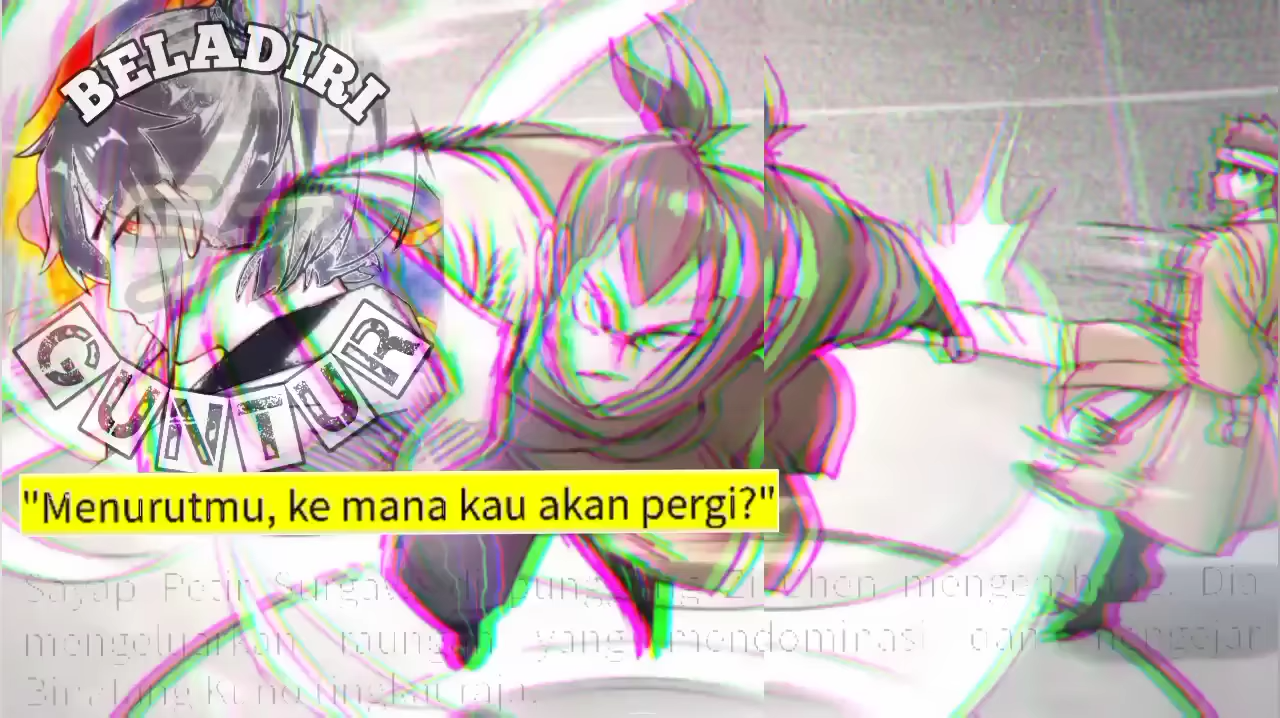 BELADIRI
GUNTUR
"Menurutmu, ke mana kau akan pergi?"
Sayap Petir Surgawi di punggung Zi Chen mengembang. Dia
mengeluarkan raungan yang mendominasi dan mengejar
Binatang Kuno tingkat raja.